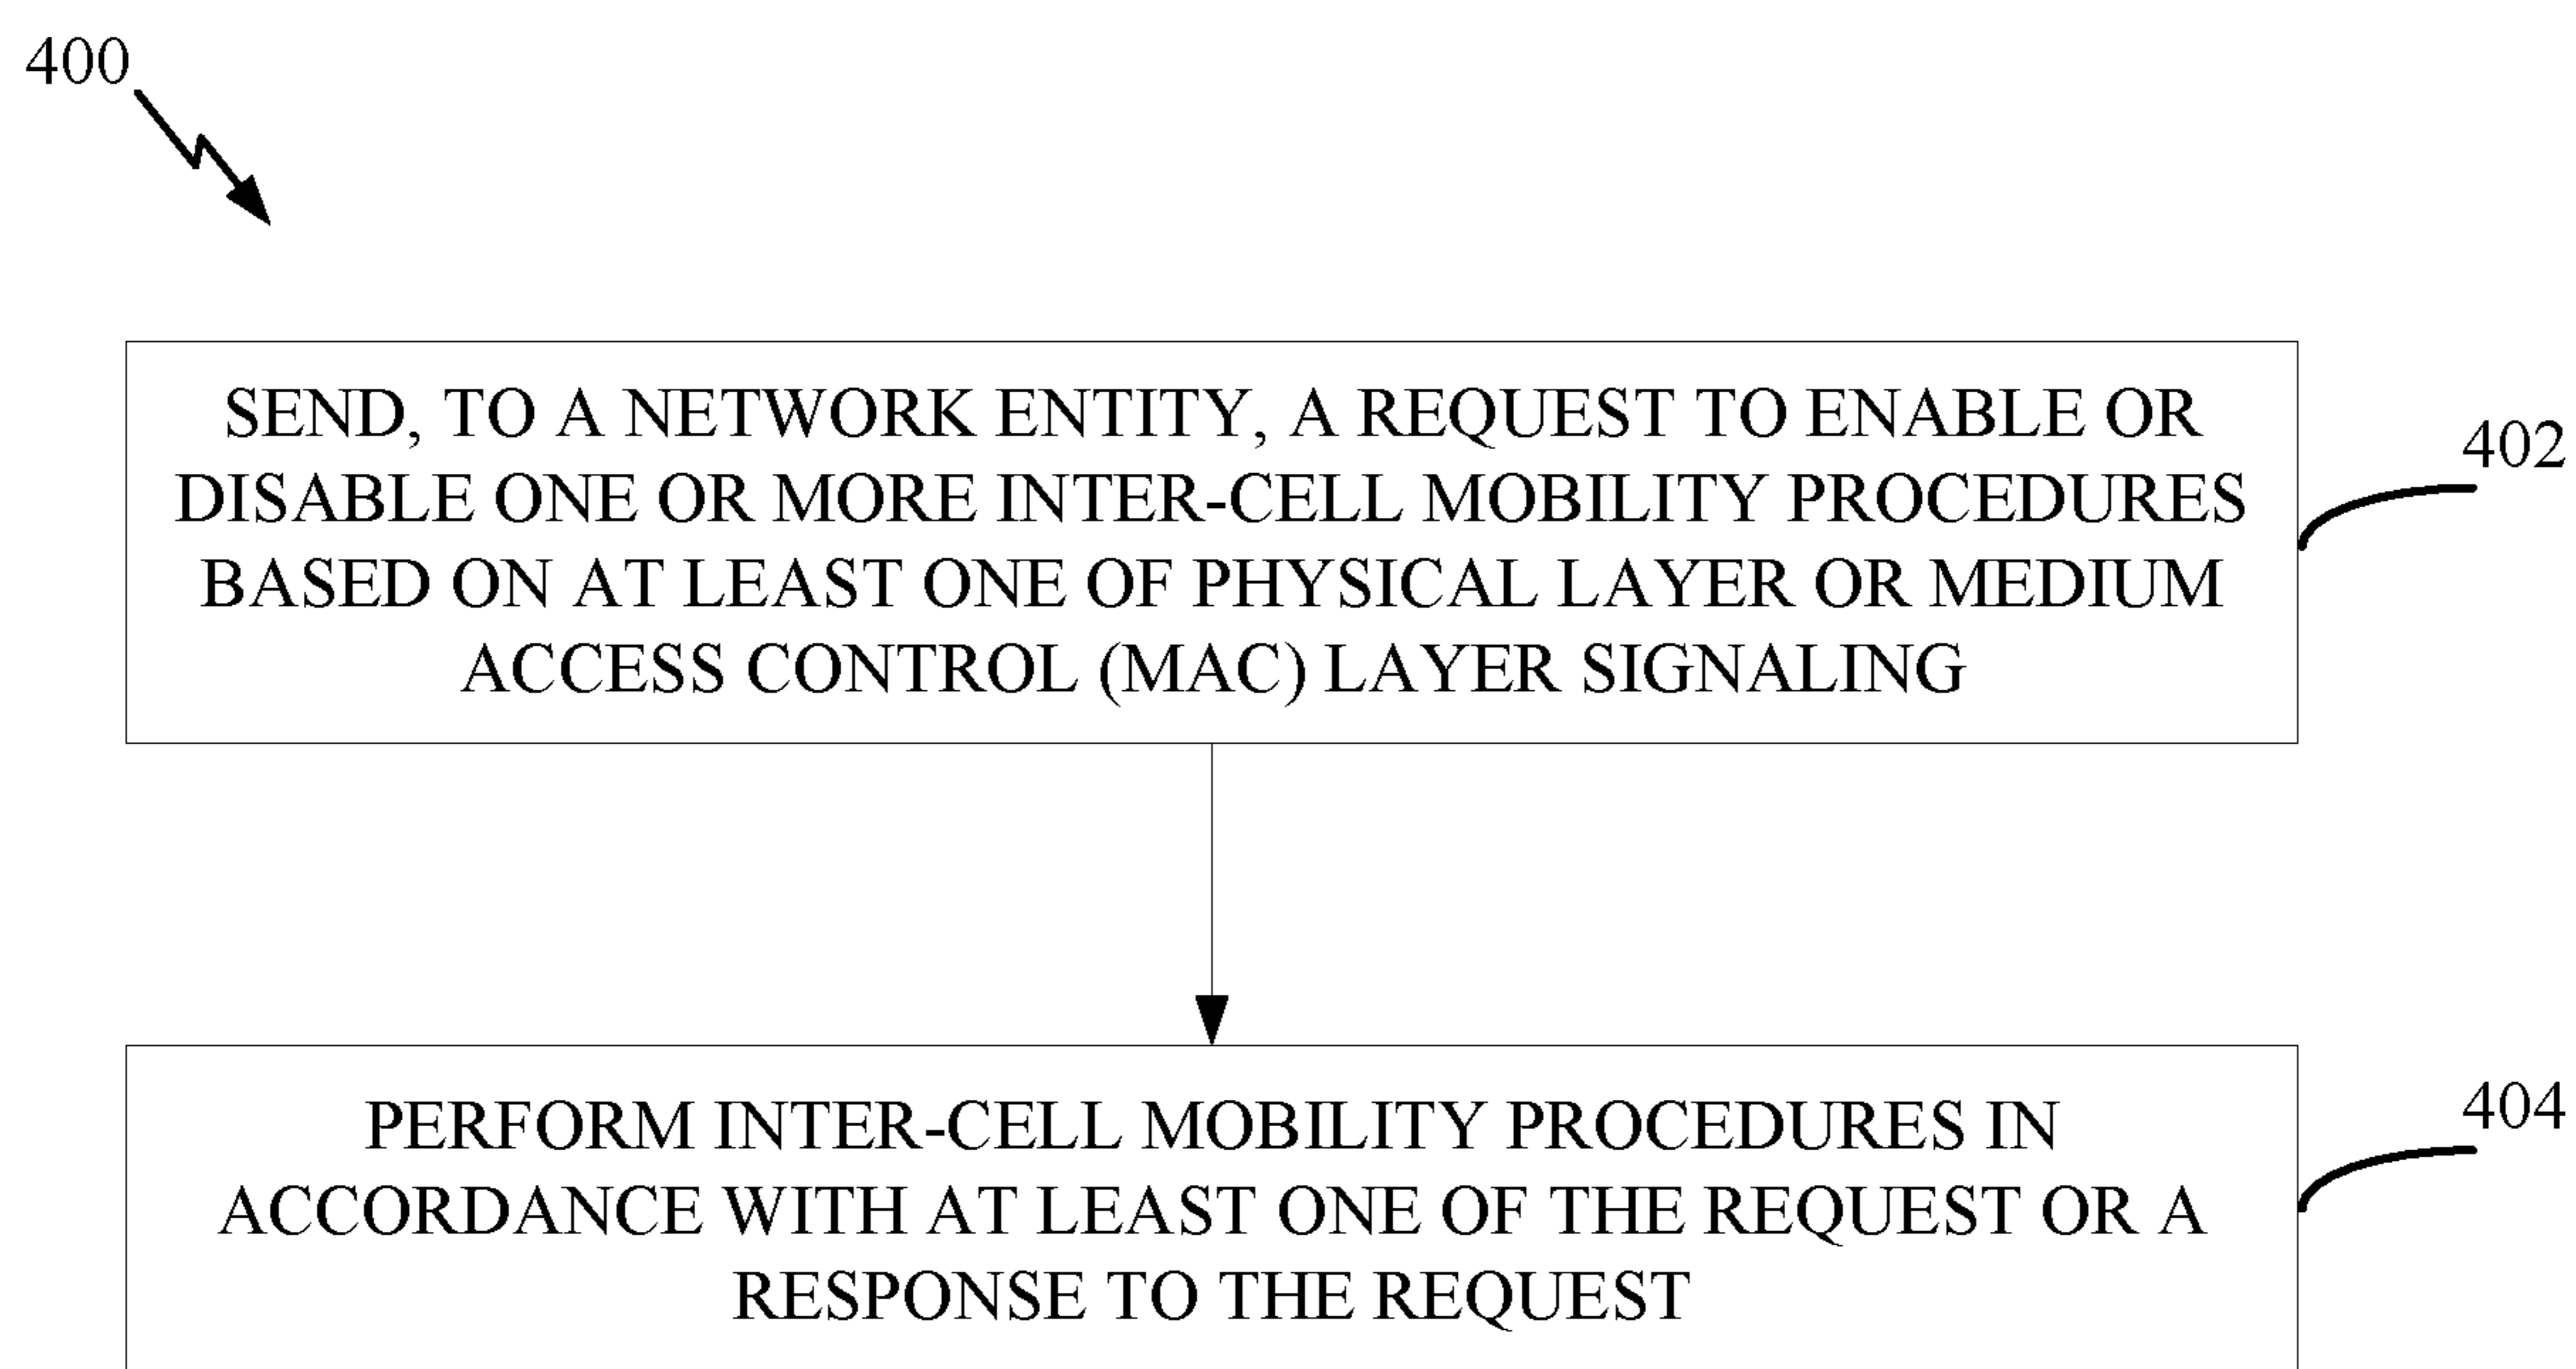 400
SEND, TO A NETWORK ENTITY, A REQUEST TO ENABLE OR
DISABLE ONE OR MORE INTER-CELL MOBILITY PROCEDURES
BASED ON AT LEAST ONE OF PHYSICAL LAYER OR MEDIUM
ACCESS CONTROL (MAC) LAYER SIGNALING
402
PERFORM INTER-CELL MOBILITY PROCEDURES IN
ACCORDANCE WITH AT LEAST ONE OF THE REQUEST OR A
RESPONSE TO THE REQUEST
404